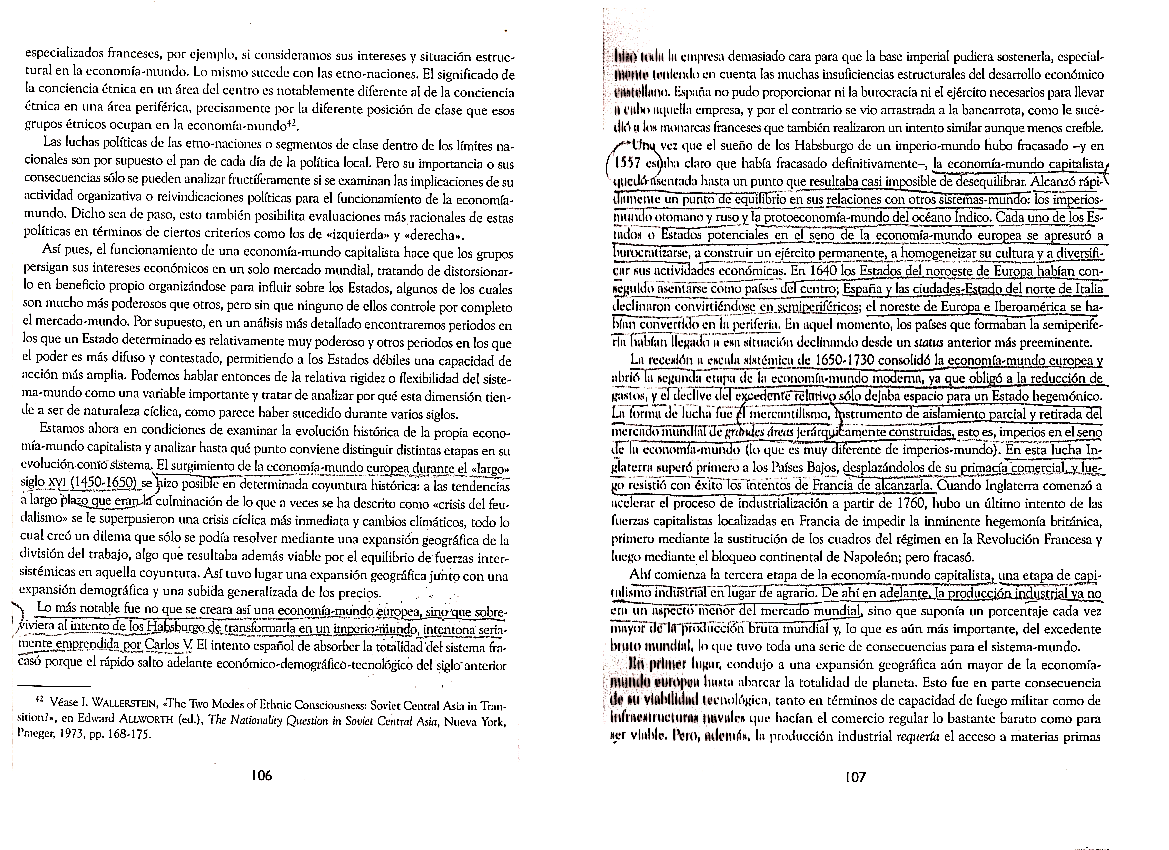 especializados franceses, por ejemplo, si consideramos sus intereses y situación estruc-
tural en la economía-mundo. Lo mismo sucede con las etno-naciones. El significado de
la conciencia étnica en un área del centro es notablemente diferente al de la conciencia
étnica en una área periférica, precisamente por la diferente posición de clase que esos
grupos étnicos ocupan en la economía-mundo42.
Las luchas políticas de las etno-naciones o segmentos de clase dentro de los límites na-
cionales son por supuesto el pan de cada día de la política local. Pero su importancia o sus
consecuencias sólo se pueden analizar fructíferamente si se examinan las implicaciones de su
actividad organizativa o reivindicaciones políticas para el funcionamiento de la economía-
mundo. Dicho sea de paso, esto también posibilita evaluaciones más racionales de estas
políticas en términos de ciertos criterios como los de «izquierda» y «derecha».
Así pues, el funcionamiento de una economía-mundo capitalista hace que los grupos
persigan sus intereses económicos en un solo mercado mundial, tratando de distorsionar-
lo en beneficio propio organizándose para influir sobre los Estados, algunos de los cuales
son mucho más poderosos que otros, pero sin que ninguno de ellos controle por completo
el mercado-mundo. Por supuesto, en un análisis más detallado encontraremos periodos en
los que un Estado determinado es relativamente muy poderoso y otros periodos en los que
el poder es más difuso y contestado, permitiendo a los Estados débiles una capacidad de
acción más amplia. Podemos hablar entonces de la relativa rigidez o flexibilidad del siste-
ma-mundo como una variable importante y tratar de analizar por qué esta dimensión tien-
de a ser de naturaleza cíclica, como parece haber sucedido durante varios siglos.
Estamos ahora en condiciones de examinar la evolución histórica de la propia econo-
mía-mundo capitalista y analizar hasta qué punto conviene distinguir distintas etapas en su
evolución como sistema. El surgimiento de la economía-mundo europea durante el «largo»
siglo XVI (1450-1650) se hizo posible en determinada coyuntura histórica: a las tendencias
a largo plazo que eran la culminación de lo que a veces se ha descrito como «crisis del feu-
dalismo» se le superpusieron una crisis cíclica más inmediata y cambios climáticos, todo lo
cual creó un dilema que sólo se podía resolver mediante una expansión geográfica de la
división del trabajo, algo que resultaba además viable por el equilibrio de fuerzas inter-
sistémicas en aquella coyuntura. Así tuvo lugar una expansión geográfica junto con una
expansión demográfica y una subida generalizada de los precios.
Lo más notable fue no que se creara así una economía-mundo europea, sino que sobre-
viviera al intento de los Habsburgo de transformarla en un imperio-mundo, intentona seria-
mente emprendida por Carlos V. El intento español de absorber la totalidad del sistema fra-
casó porque el rápido salto adelante económico-demográfico-tecnológico del siglo anterior
42 Véase I. WALLERSTEIN, «The Two Modes of Ethnic Consciousness: Soviet Central Asia in Tran-
sition?», en Edward ALLWORTH (ed.), The Nationality Question in Soviet Central Asia, Nueva York,
Praeger, 1973, pp. 168-175.
106
hizo toda la empresa demasiado cara para que la base imperial pudiera sostenerla, especial-
mente teniendo en cuenta las muchas insuficiencias estructurales del desarrollo económico
castellano. España no pudo proporcionar ni la burocracia ni el ejército necesarios para llevar
a cabo aquella empresa, y por el contrario se vio arrastrada a la bancarrota, como le suce-
dió a los monarcas franceses que también realizaron un intento similar aunque menos creíble.
Una vez que el sueño de los Habsburgo de un imperio-mundo hubo fracasado –y en
1557 estaba claro que había fracasado definitivamente–, la economía-mundo capitalista
quedó asentada hasta un punto que resultaba casi imposible de desequilibrar. Alcanzó rápi-
damente un punto de equilibrio en sus relaciones con otros sistemas-mundo: los imperios-
mundo otomano y ruso y la protoeconomía-mundo del océano Índico. Cada uno de los Es-
tados o Estados potenciales en el seno de la economía-mundo europea se apresuró a
burocratizarse, a construir un ejército permanente, a homogeneizar su cultura y a diversifi-
car sus actividades económicas. En 1640 los Estados del noroeste de Europa habían con-
seguido asentarse como países del centro; España y las ciudades-Estado del norte de Italia
declinaron convirtiéndose en semiperiféricos; el noreste de Europa e Iberoamérica se ha-
bían convertido en la periferia. En aquel momento, los países que formaban la semiperife-
ria habían llegado a esa situación declinando desde un status anterior más preeminente.
La recesión a escala sistémica de 1650-1730 consolidó la economía-mundo europea y
abrió la segunda etapa de la economía-mundo moderna, ya que obligó a la reducción de
gastos, y el declive del excedente relativo sólo dejaba espacio para un Estado hegemónico.
La forma de lucha fue el mercantilismo, instrumento de aislamiento parcial y retirada del
mercado mundial de grandes áreas jerárquicamente construidas, esto es, imperios en el seno
de la economía-mundo (lo que es muy diferente de imperios-mundo). En esta lucha In-
glaterra superó primero a los Países Bajos, desplazándolos de su primacía comercial, y lue-
go resistió con éxito los intentos de Francia de alcanzarla. Cuando Inglaterra comenzó a
acelerar el proceso de industrialización a partir de 1760, hubo un último intento de las
fuerzas capitalistas localizadas en Francia de impedir la inminente hegemonía británica,
primero mediante la sustitución de los cuadros del régimen en la Revolución Francesa y
luego mediante el bloqueo continental de Napoleón; pero fracasó.
Ahí comienza la tercera etapa de la economía-mundo capitalista, una etapa de capi-
talismo industrial en lugar de agrario. De ahí en adelante, la producción industrial ya no
era un aspecto menor del mercado mundial, sino que suponía un porcentaje cada vez
mayor de la producción bruta mundial y, lo que es aún más importante, del excedente
bruto mundial, lo que tuvo toda una serie de consecuencias para el sistema-mundo.
En primer lugar, condujo a una expansión geográfica aún mayor de la economía-
mundo europea hasta abarcar la totalidad de planeta. Esto fue en parte consecuencia
de su viabilidad tecnológica, tanto en términos de capacidad de fuego militar como de
infraestructuras navales que hacían el comercio regular lo bastante barato como para
ser viable. Pero, además, la producción industrial requería el acceso a materias primas
107